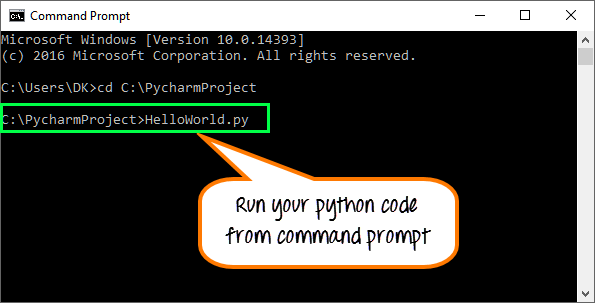 Command Prompt
Microsoft Windows [Version 10.0.14393]
(c) 2016 Microsoft Corporation. All rights reserved.
C:\Users\DK>cd C:\PycharmProject
C:\PycharmProject>HelloWorld.py
Run your python code
from command prompt